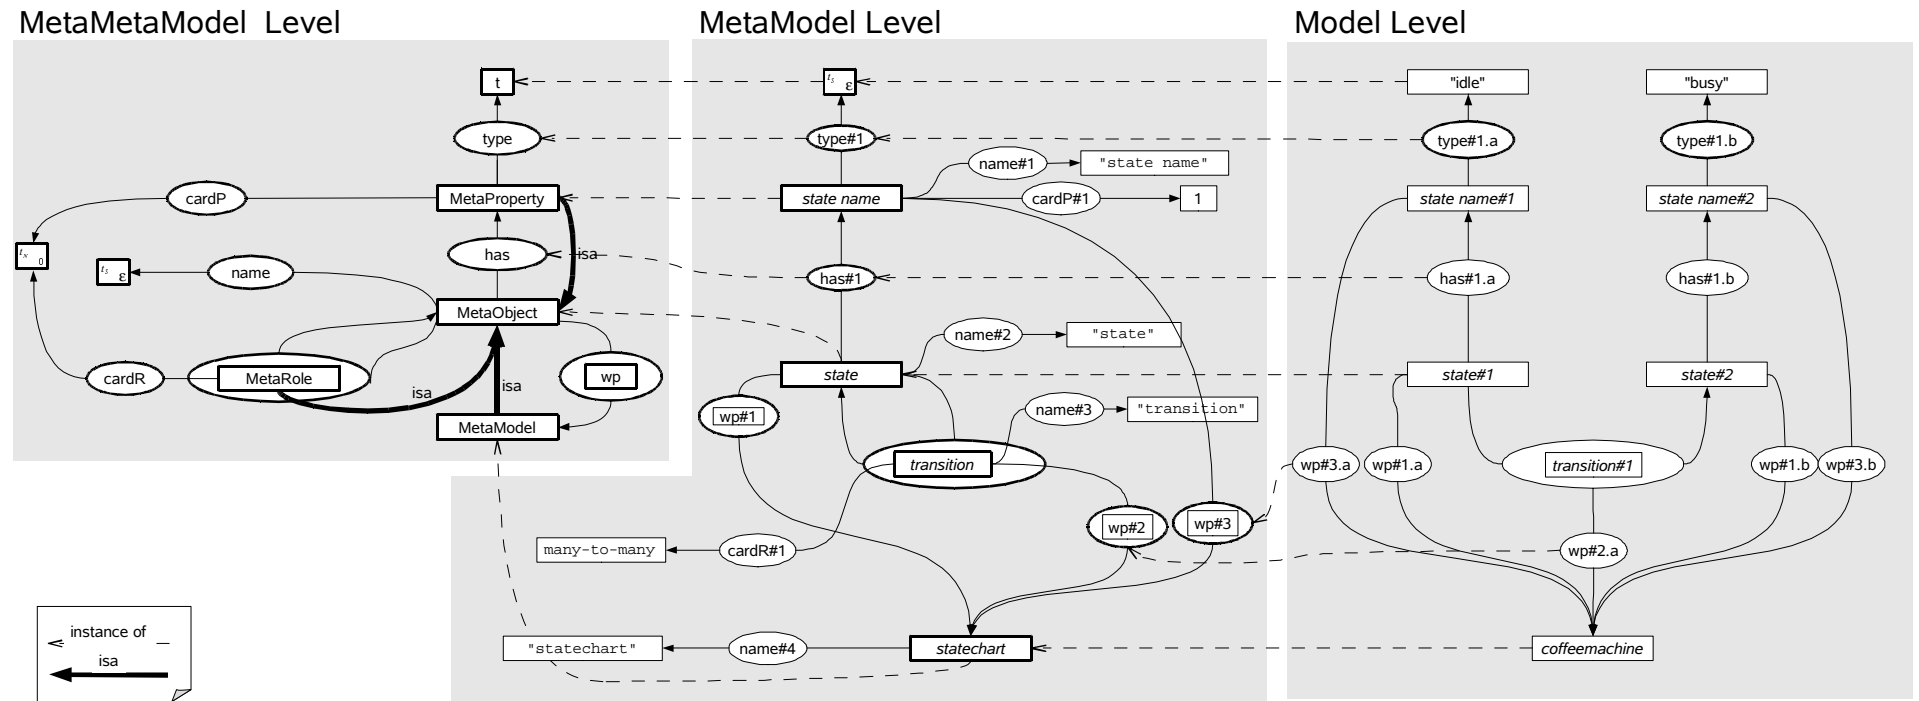 MetaMetaModel Level
MetaModel Level
Model Level
t
type
MetaProperty
cardP
has
isa
tN 0
tS ε
name
MetaObject
cardR
MetaRole
isa
isa
wp
MetaModel
instance of
isa
tS ε
type#1
name#1
"state name"
state name
cardP#1
1
has#1
name#2
"state"
state
wp#1
name#3
"transition"
transition
wp#2
wp#3
many-to-many
cardR#1
"statechart"
name#4
statechart
"idle"
"busy"
type#1.a
type#1.b
state name#1
state name#2
has#1.a
has#1.b
state#1
state#2
wp#3.a
wp#1.a
transition#1
wp#1.b
wp#3.b
wp#2.a
coffeemachine